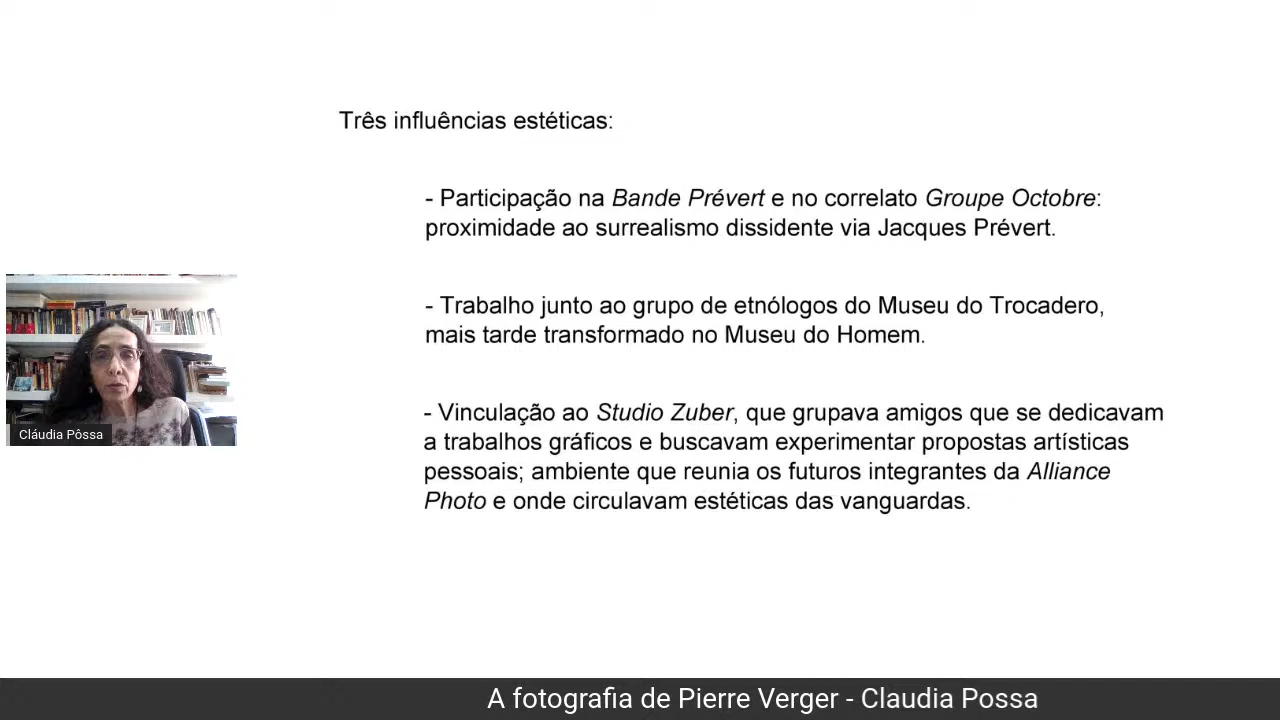 Três influências estéticas:
- Participação na Bande Prévert e no correlato Groupe Octobre:
proximidade ao surrealismo dissidente via Jacques Prévert.
- Trabalho junto ao grupo de etnólogos do Museu do Trocadero,
mais tarde transformado no Museu do Homem.
- Vinculação ao Studio Zuber, que grupava amigos que se dedicavam
a trabalhos gráficos e buscavam experimentar propostas artísticas
pessoais; ambiente que reunia os futuros integrantes da Alliance
Photo e onde circulavam estéticas das vanguardas.
Cláudia Pôssa
A fotografia de Pierre Verger - Claudia Possa